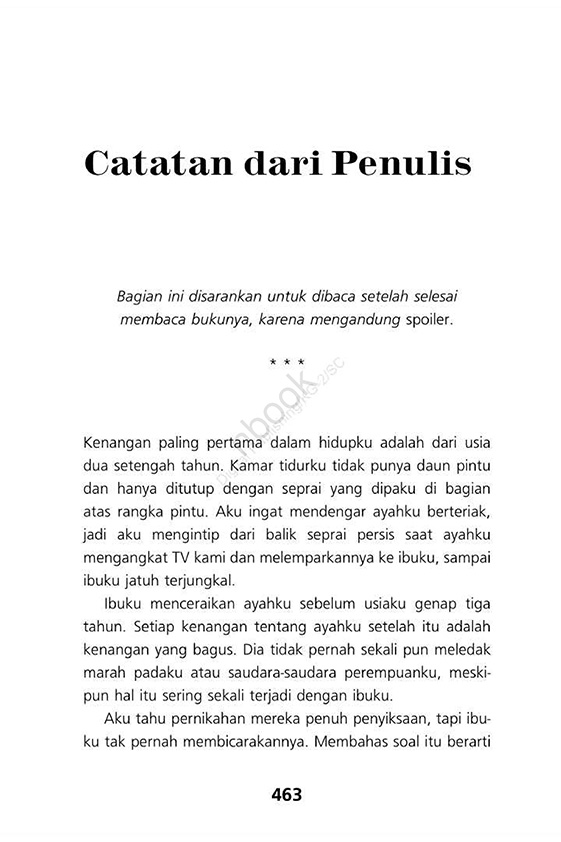 Catatan dari Penulis
Bagian ini disarankan untuk dibaca setelah selesai
membaca bukunya, karena mengandung spoiler.
* * *
Kenangan paling pertama dalam hidupku adalah dari usia
dua setengah tahun. Kamar tidurku tidak punya daun pintu
dan hanya ditutup dengan seprai yang dipaku di bagian
atas rangka pintu. Aku ingat mendengar ayahku berteriak,
jadi aku mengintip dari balik seprai persis saat ayahku
mengangkat TV kami dan melemparkannya ke ibuku, sampai
ibuku jatuh terjungkal.
Ibuku menceraikan ayahku sebelum usiaku genap tiga
tahun. Setiap kenangan tentang ayahku setelah itu adalah
kenangan yang bagus. Dia tidak pernah sekali pun meledak
marah padaku atau saudara-saudara perempuanku, meski-
pun hal itu sering sekali terjadi dengan ibuku.
Aku tahu pernikahan mereka penuh penyiksaan, tapi ibu-
ku tak pernah membicarakannya. Membahas soal itu berarti
463